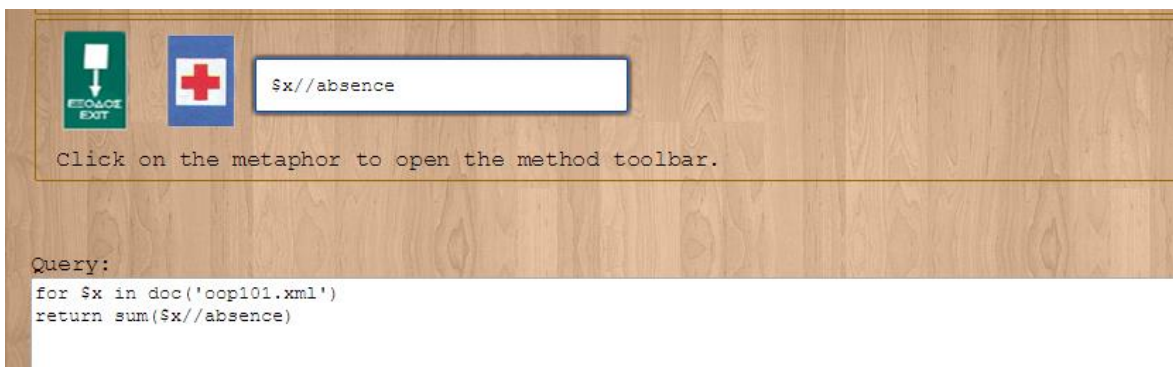 ΕΞΟΔΟΣ
EXIT
$x//absence
Click on the metaphor to open the method toolbar.
Query:
for $x in doc('oop101.xml')
return sum($x//absence)